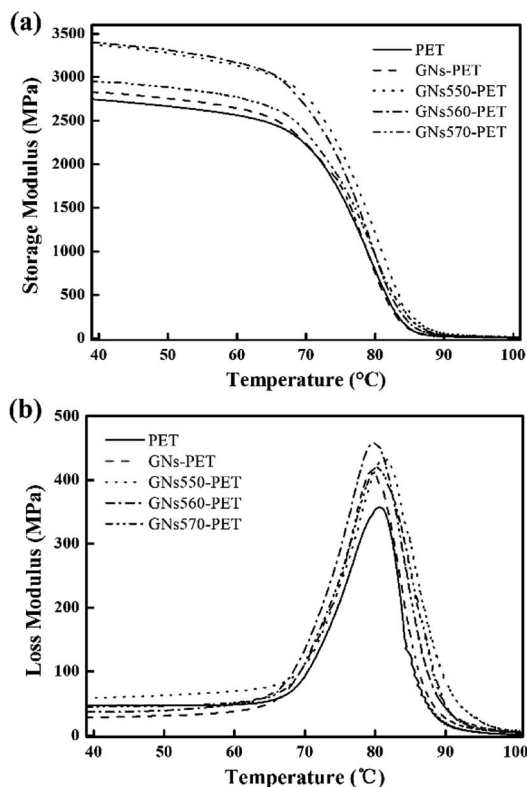 (a)
3500
3000
2500
2000
1500
1000
500
0
Storage Modulus (MPa)
PET
GNs-PET
GNs550-PET
GNs560-PET
GNs570-PET
40 50 60 70 80 90 100
Temperature (°C)
(b)
500
400
300
200
100
0
Loss Modulus (MPa)
PET
GNs-PET
GNs550-PET
GNs560-PET
GNs570-PET
40 50 60 70 80 90 100
Temperature (℃)